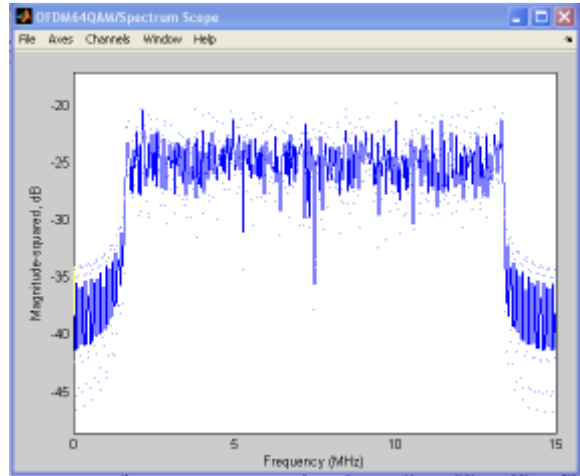 OFDM64QAM/Spectrum Scope
File Axes Channels Window Help
-20
-25
-30
-35
-40
-45
Magnitude-squared, dB
0 5 10 15
Frequency (MHz)